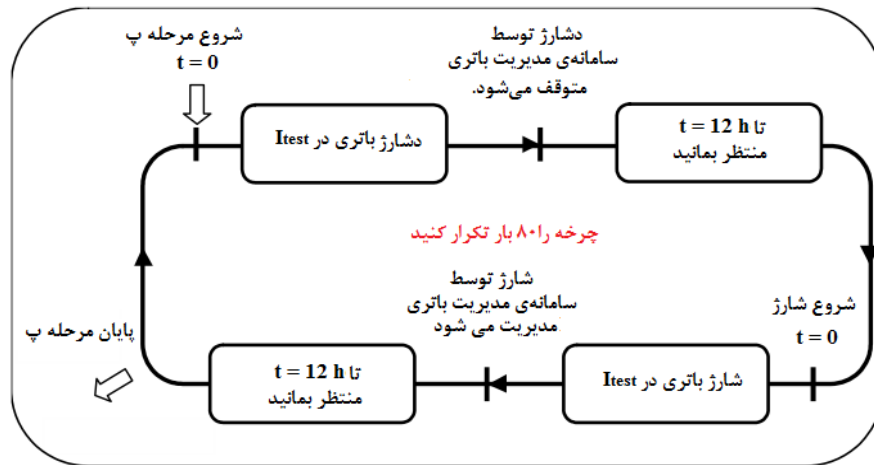 شروع مرحله پ
t = 0
دشارژ باتری در Itest
دشارژ توسط
سامانه‌ی مدیریت باتری
متوقف می‌شود.
تا t = 12 h
منتظر بمانید
چرخه را ۸۰ بار تکرار کنید
شروع شارژ
t = 0
شارژ باتری در Itest
شارژ توسط
سامانه‌ی مدیریت باتری
مدیریت می شود
تا t = 12 h
منتظر بمانید
پایان مرحله پ